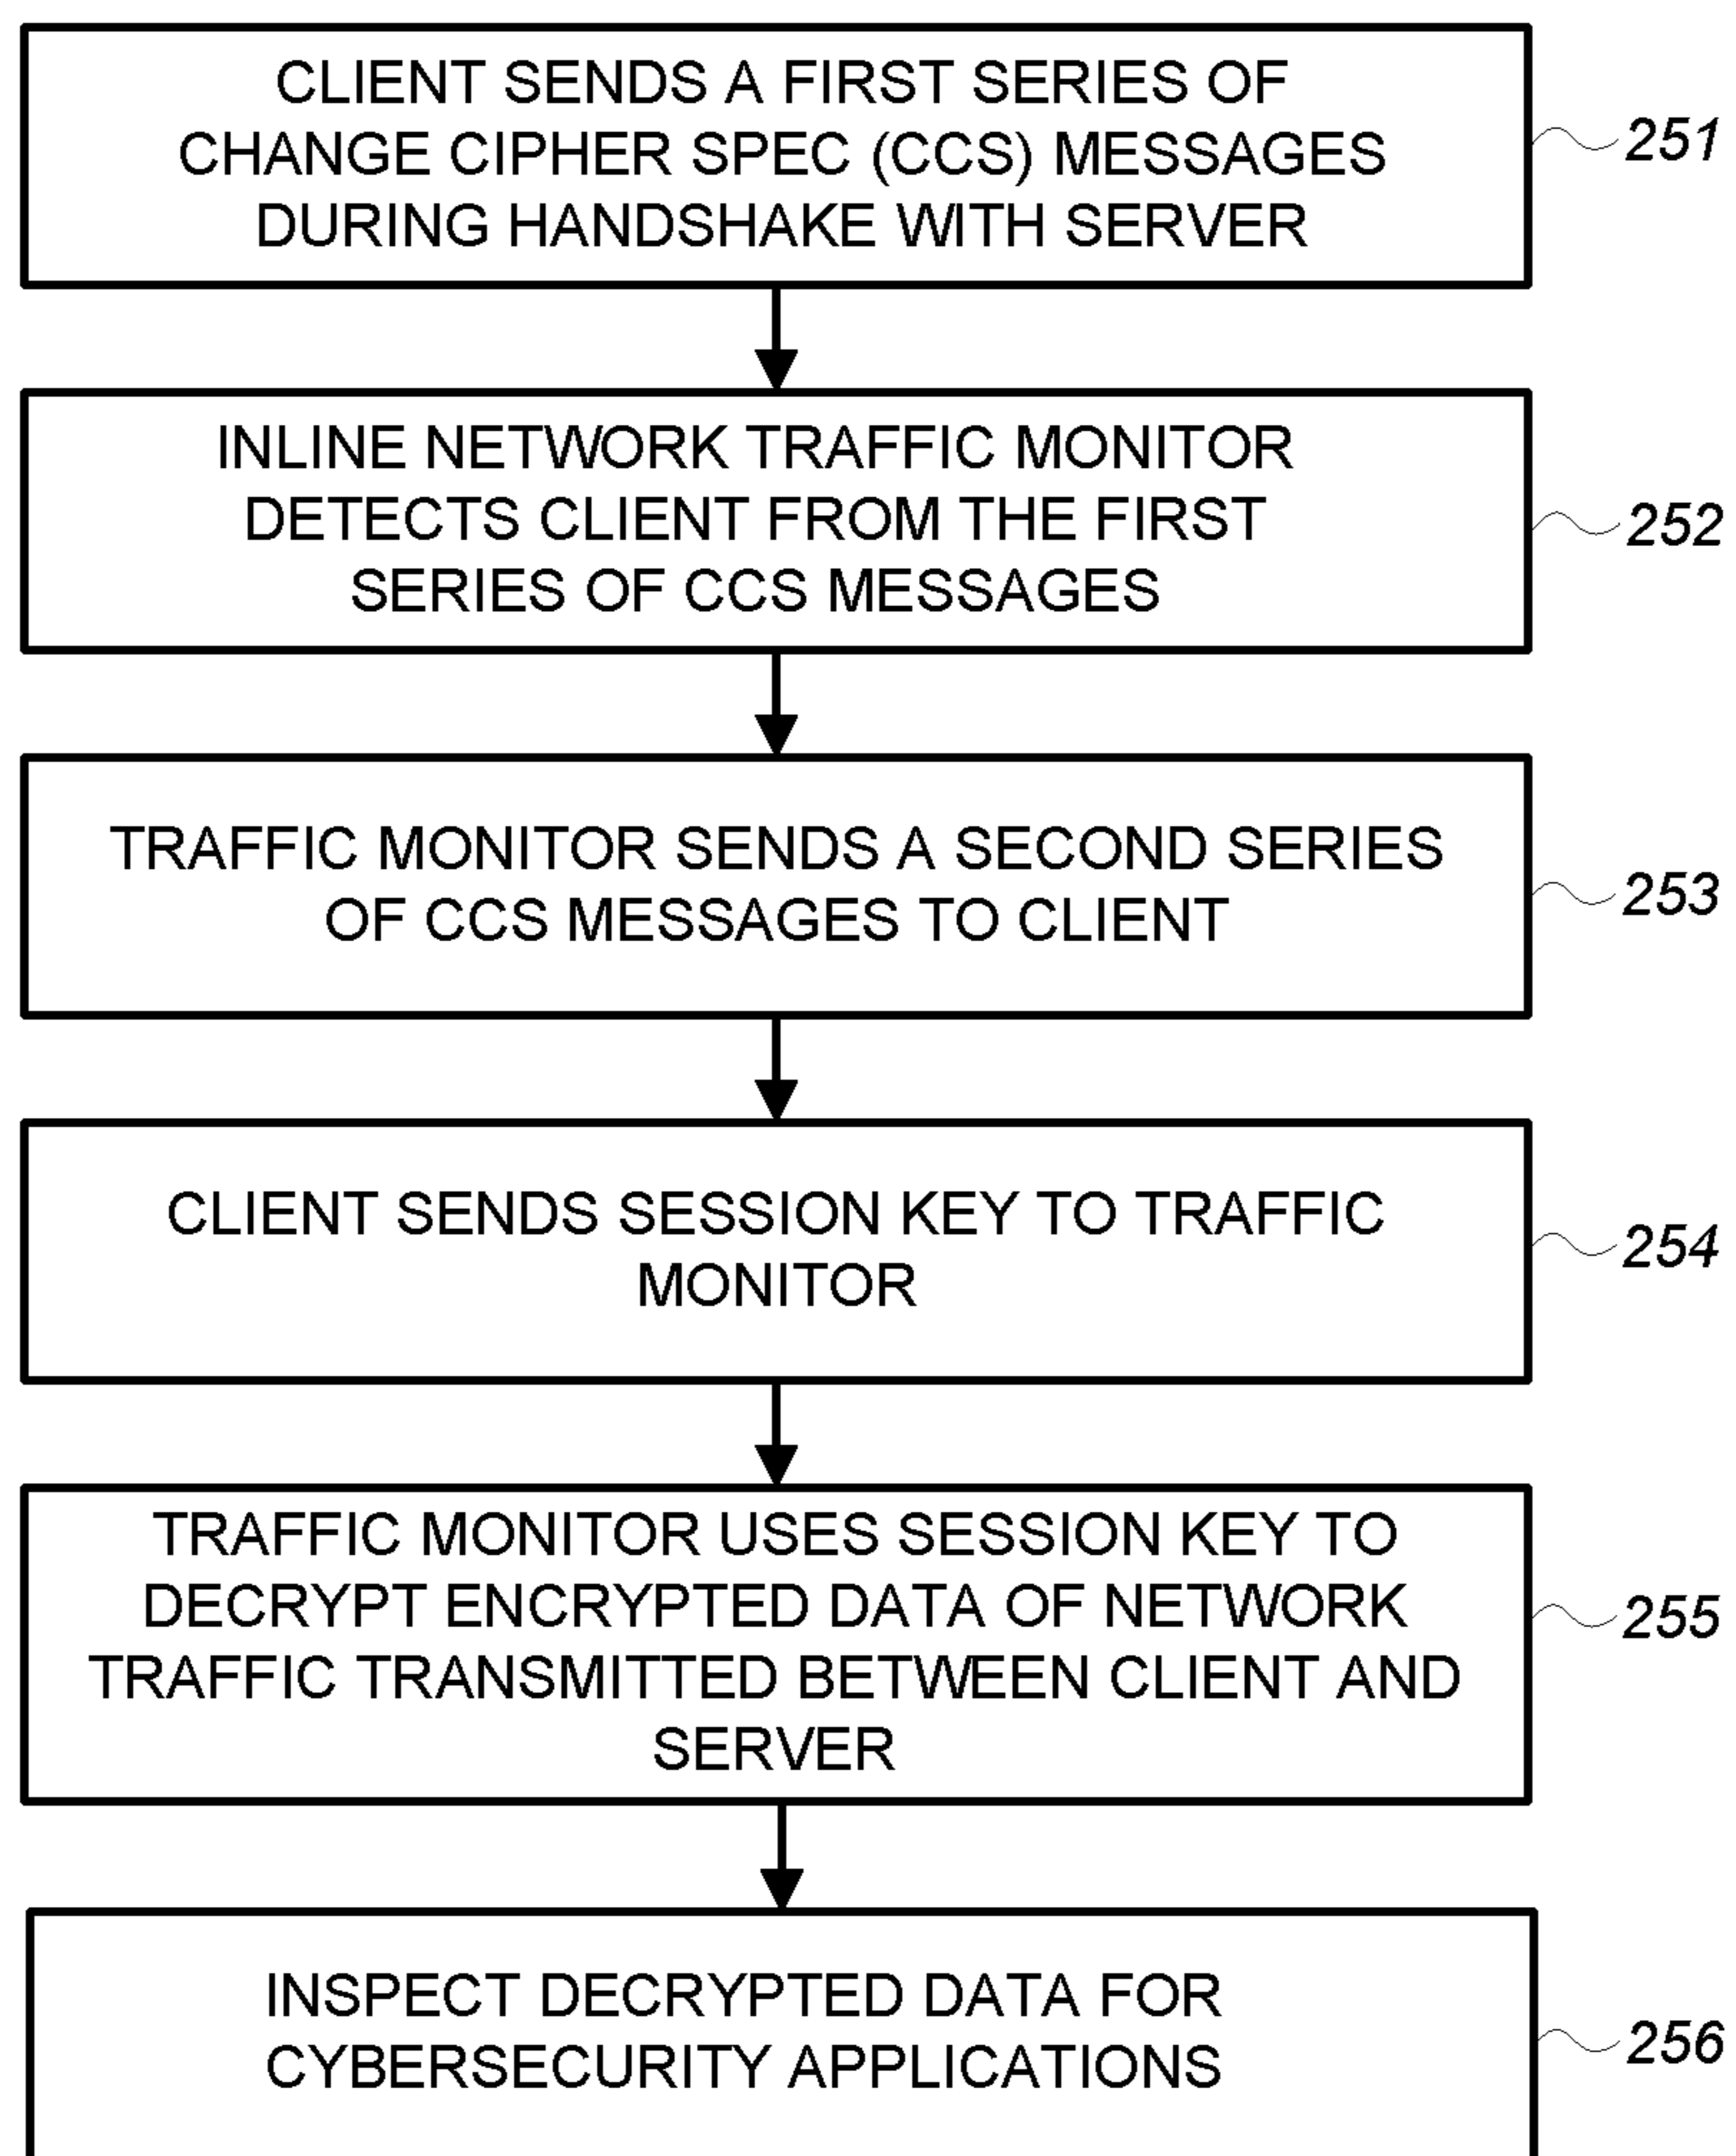 CLIENT SENDS A FIRST SERIES OF
CHANGE CIPHER SPEC (CCS) MESSAGES
DURING HANDSHAKE WITH SERVER
251
INLINE NETWORK TRAFFIC MONITOR
DETECTS CLIENT FROM THE FIRST
SERIES OF CCS MESSAGES
252
TRAFFIC MONITOR SENDS A SECOND SERIES
OF CCS MESSAGES TO CLIENT
253
CLIENT SENDS SESSION KEY TO TRAFFIC
MONITOR
254
TRAFFIC MONITOR USES SESSION KEY TO
DECRYPT ENCRYPTED DATA OF NETWORK
TRAFFIC TRANSMITTED BETWEEN CLIENT AND
SERVER
255
INSPECT DECRYPTED DATA FOR
CYBERSECURITY APPLICATIONS
256